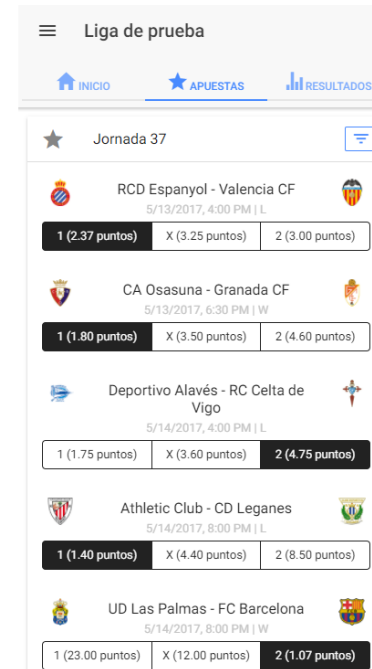 Liga de prueba
INICIO
APUESTAS
RESULTADOS
Jornada 37
RCD Espanyol - Valencia CF
5/13/2017, 4:00 PM | L
1 (2.37 puntos) X (3.25 puntos) 2 (3.00 puntos)
CA Osasuna - Granada CF
5/13/2017, 6:30 PM | W
1 (1.80 puntos) X (3.50 puntos) 2 (4.60 puntos)
Deportivo Alavés - RC Celta de
Vigo
5/14/2017, 4:00 PM | L
1 (1.75 puntos) X (3.60 puntos) 2 (4.75 puntos)
Athletic Club - CD Leganes
5/14/2017, 8:00 PM | L
1 (1.40 puntos) X (4.40 puntos) 2 (8.50 puntos)
UD Las Palmas - FC Barcelona
5/14/2017, 8:00 PM | W
1 (23.00 puntos) X (12.00 puntos) 2 (1.07 puntos)